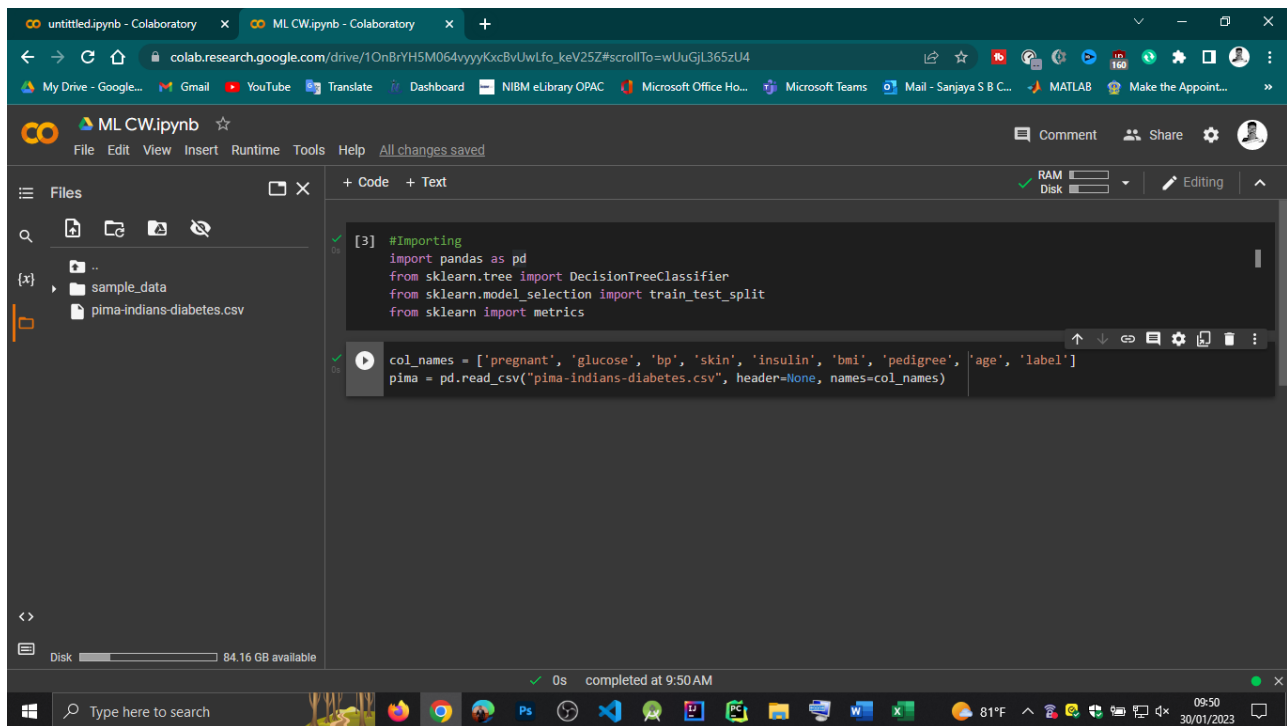 untittled.ipynb - Colaboratory
ML CW.ipynb - Colaboratory
colab.research.google.com/drive/1OnBrYH5M064vyyyKxcBvUwLfo_keV25Z#scrollTo=wUuGjL365zU4
160
My Drive - Google... Gmail YouTube Translate Dashboard NIBM eLibrary OPAC Microsoft Office Ho... Microsoft Teams Mail - Sanjaya S B C... MATLAB Make the Appoint... »
ML CW.ipynb
Comment Share
File Edit View Insert Runtime Tools Help All changes saved
Files
+ Code + Text
RAM
Disk
Editing
..
{x}
sample_data
pima-indians-diabetes.csv
[3] #Importing
0s
import pandas as pd
from sklearn.tree import DecisionTreeClassifier
from sklearn.model_selection import train_test_split
from sklearn import metrics
col_names = ['pregnant', 'glucose', 'bp', 'skin', 'insulin', 'bmi', 'pedigree', 'age', 'label']
0s
pima = pd.read_csv("pima-indians-diabetes.csv", header=None, names=col_names)
<>
Disk 84.16 GB available
0s completed at 9:50 AM
Type here to search
Ps
PC
81°F
09:50
30/01/2023